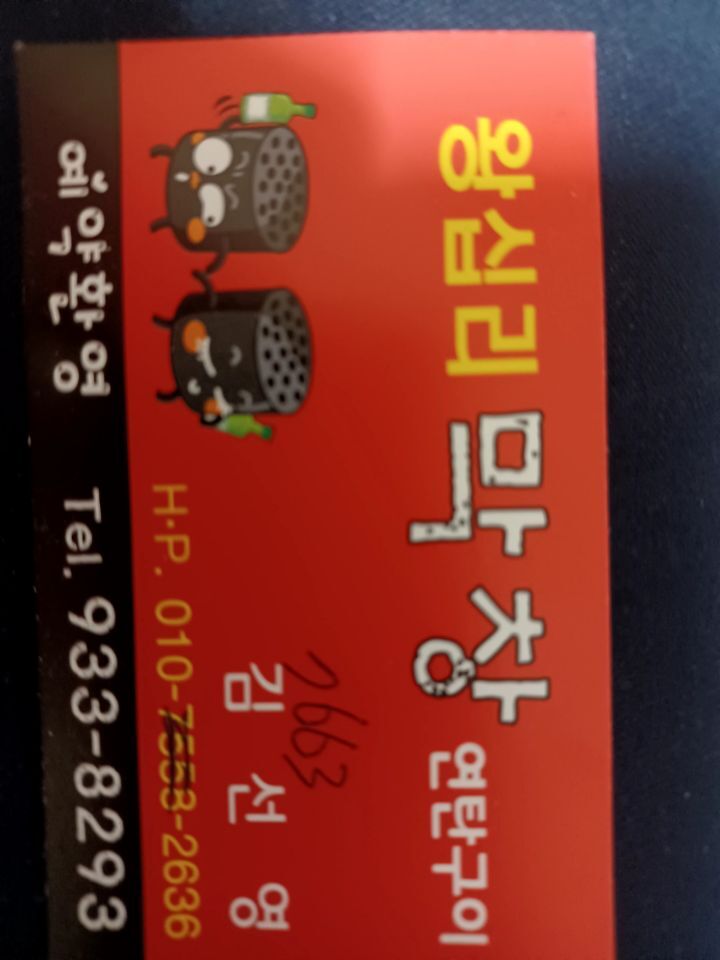 왕십리 막창 연탄구이
2663
김 선 영
H·P. 010-7553-2636
예약환영 Tel. 933-8293